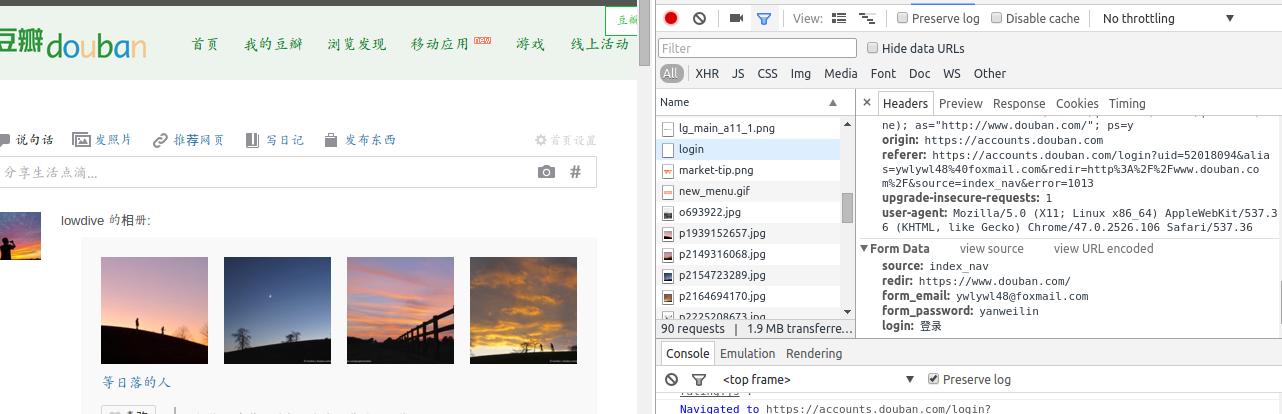 豆瓣douban
首页 我的豆瓣 浏览发现 移动应用 new 游戏 线上活动
豆瓣
说句话 发照片 推荐网页 写日记 发布东西 首页设置
分享生活点滴... #
lowdive 的相册:
等日落的人
View: Preserve log Disable cache No throttling
Filter Hide data URLs
All XHR JS CSS Img Media Font Doc WS Other
Name
lg_main_a11_1.png
login
market-tip.png
new_menu.gif
o693922.jpg
p1939152657.jpg
p2149316068.jpg
p2154723289.jpg
p2164694170.jpg
p2225208673.jpg
90 requests | 1.9 MB transferre...
× Headers Preview Response Cookies Timing
ne); as="http://www.douban.com/"; ps=y
origin: https://accounts.douban.com
referer: https://accounts.douban.com/login?uid=52018094&alia
s=ywlywl48%40foxmail.com&redir=http%3A%2F%2Fwww.douban.co
m%2F&source=index_nav&error=1013
upgrade-insecure-requests: 1
user-agent: Mozilla/5.0 (X11; Linux x86_64) AppleWebKit/537.3
6 (KHTML, like Gecko) Chrome/47.0.2526.106 Safari/537.36
Form Data view source view URL encoded
source: index_nav
redir: https://www.douban.com/
form_email: ywlywl48@foxmail.com
form_password: yanweilin
login: 登录
Console Emulation Rendering
<top frame> Preserve log
Navigated to https://accounts.douban.com/login?